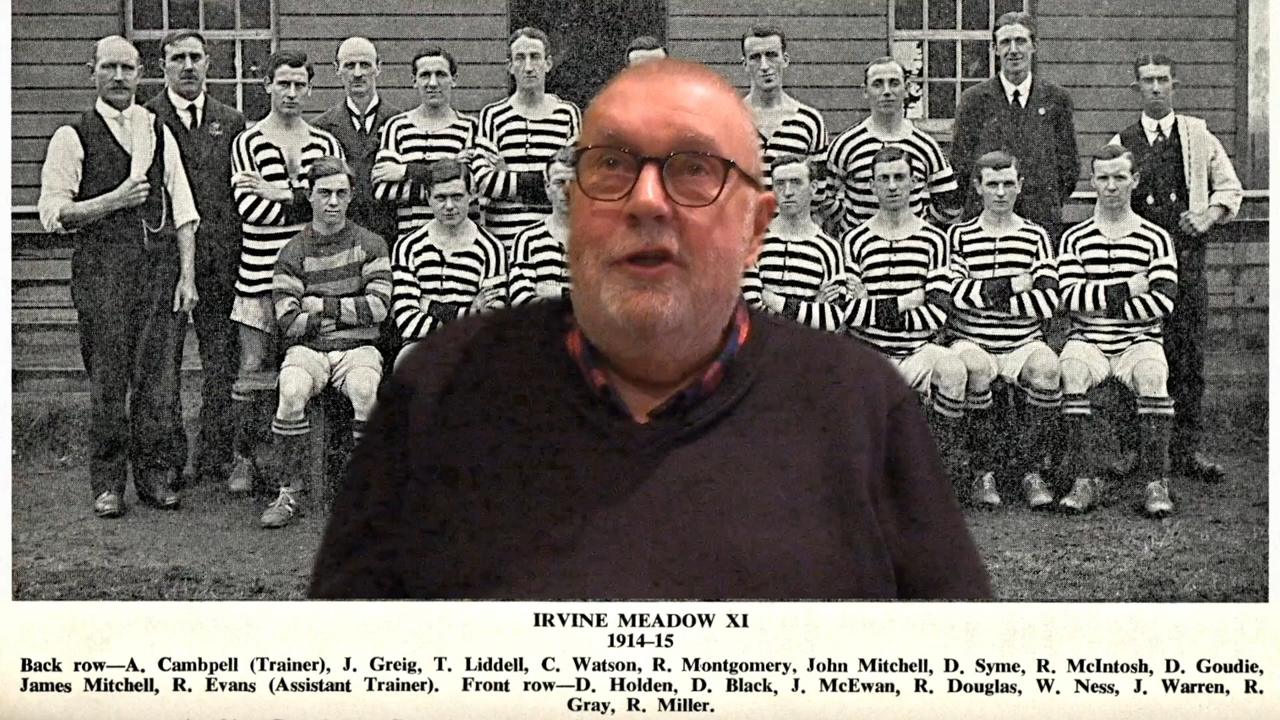 IRVINE MEADOW XI
1914–15
Back row—A. Cambpell (Trainer), J. Greig, T. Liddell, C. Watson, R. Montgomery, John Mitchell, D. Syme, R. McIntosh, D. Goudie,
James Mitchell, R. Evans (Assistant Trainer). Front row—D. Holden, D. Black, J. McEwan, R. Douglas, W. Ness, J. Warren, R.
Gray, R. Miller.